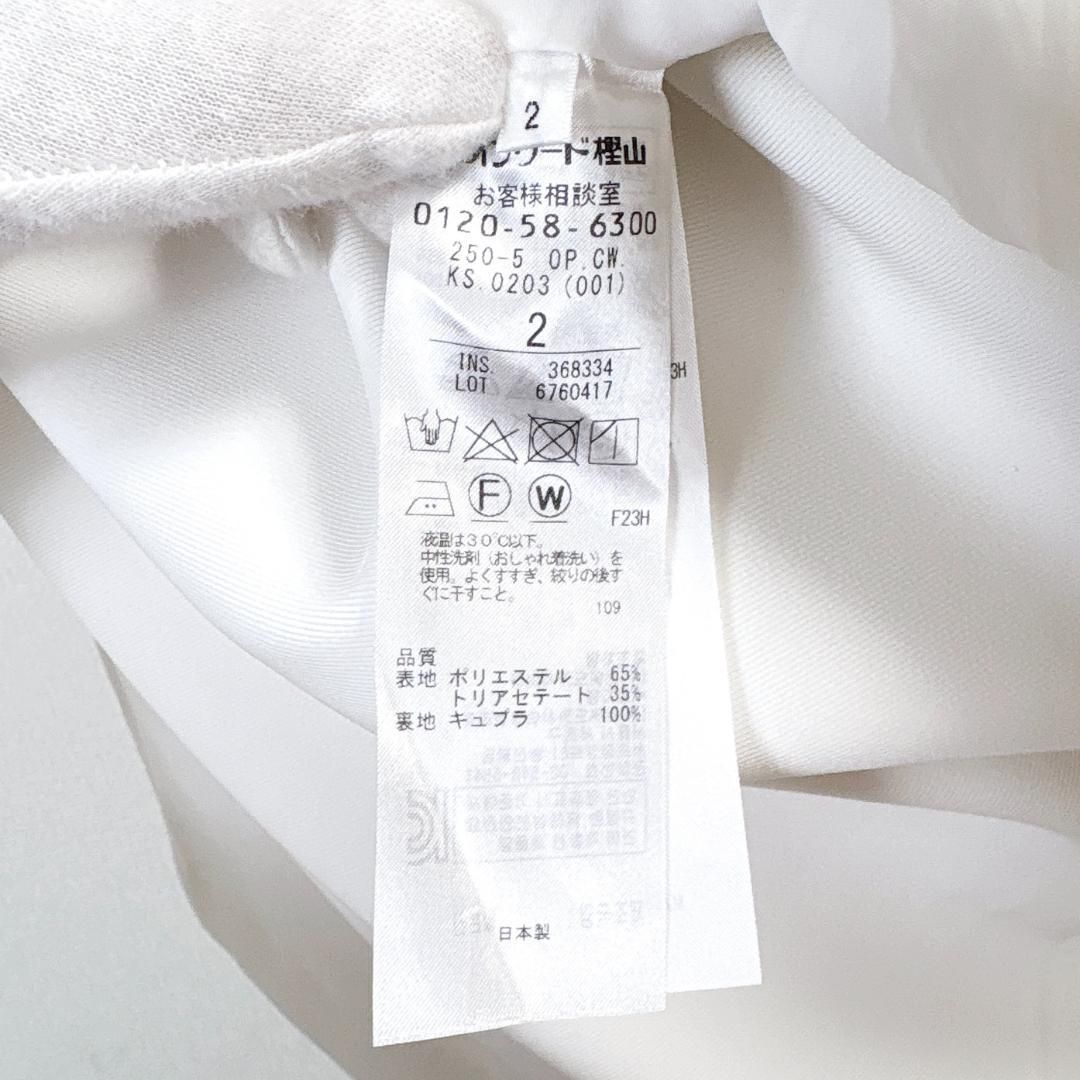 2
ード樫山
お客様相談室
0120-58-6300
250-5 OP.CW.
KS.0203 (001)
2
INS. 368334
LOT 6760417
3H
F W
F23H
液温は30℃以下。
中性洗剤（おしゃれ着洗い）を
使用。よくすすぎ、絞りの後す
ぐに干すこと。
109
品質
表地 ポリエステル 65%
トリアセテート 35%
裏地 キュプラ 100%
日本製